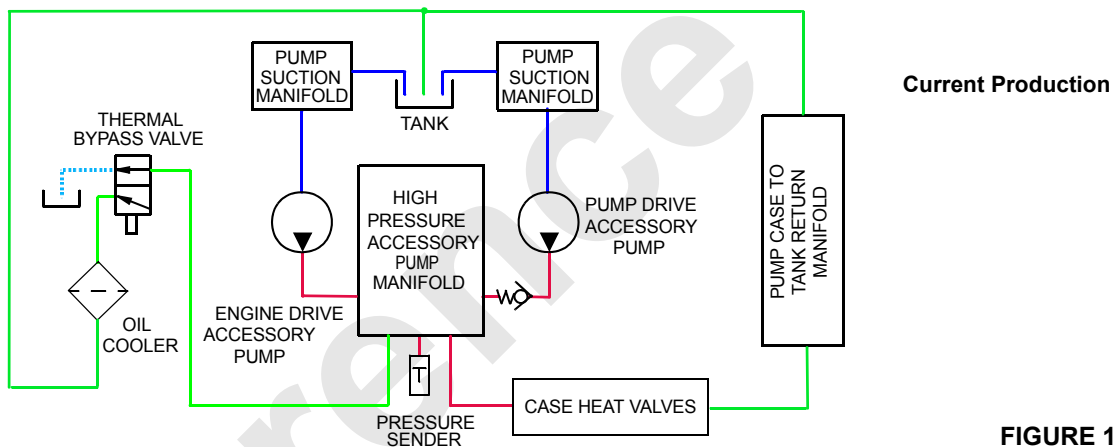 PUMP
SUCTION
MANIFOLD
PUMP
SUCTION
MANIFOLD
Current Production
TANK
THERMAL
BYPASS VALVE
HIGH
PRESSURE
ACCESSORY
PUMP
MANIFOLD
PUMP DRIVE
ACCESSORY
PUMP
PUMP CASE TO
TANK RETURN
MANIFOLD
ENGINE DRIVE
ACCESSORY
PUMP
OIL
COOLER
T
PRESSURE
SENDER
CASE HEAT VALVES
FIGURE 1
rence